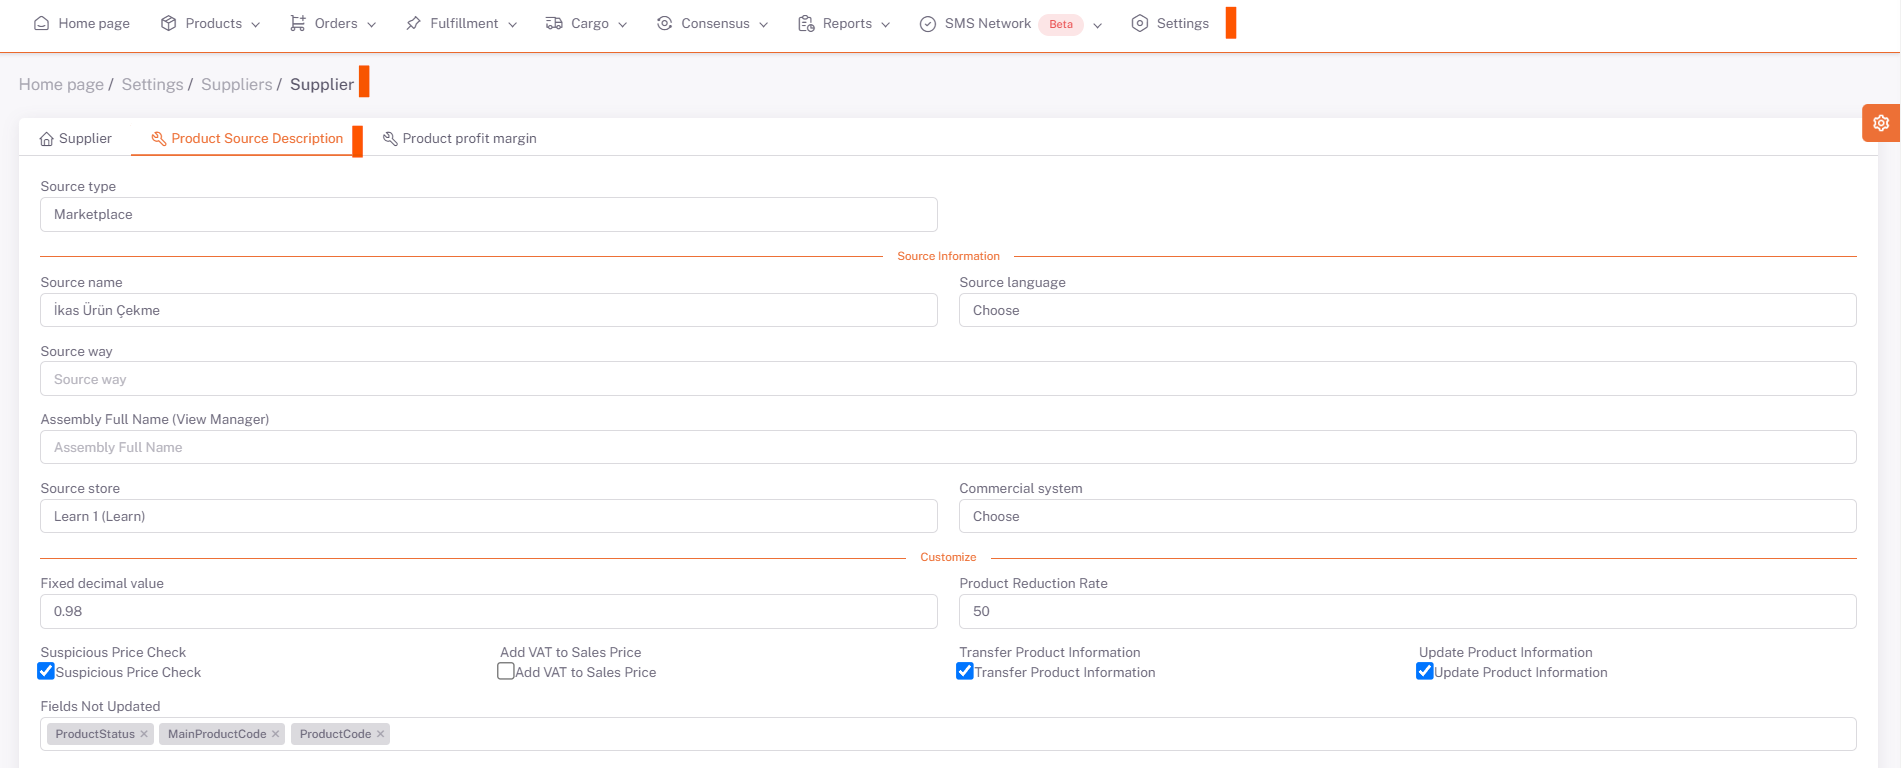 Home page Products Orders Fulfillment Cargo Consensus Reports SMS Network Beta Settings
Home page / Settings / Suppliers / Supplier
Supplier Product Source Description Product profit margin
Source type
Marketplace
Source Information
Source name Source language
İkas Ürün Çekme Choose
Source way
Source way
Assembly Full Name (View Manager)
Assembly Full Name
Source store Commercial system
Learn 1 (Learn) Choose
Customize
Fixed decimal value Product Reduction Rate
0.98 50
Suspicious Price Check Add VAT to Sales Price Transfer Product Information Update Product Information
Suspicious Price Check Add VAT to Sales Price Transfer Product Information Update Product Information
Fields Not Updated
ProductStatus × MainProductCode × ProductCode ×